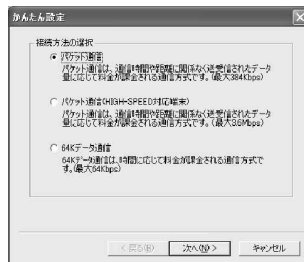 かんたん設定
接続方法の選択
パケット通信
パケット通信は、通信時間や距離に関係なく送受信されたデータ
量に応じて料金が課金される通信方式です。(最大384Kbps)
パケット通信(HIGH-SPEED対応端末)
パケット通信は、通信時間や距離に関係なく送受信されたデータ
量に応じて料金が課金される通信方式です。(最大3.6Mbps)
64Kデータ通信
64Kデータ通信は、時間に応じて料金が課金される通信方式で
す。(最大64Kbps)
< 戻る(B)
次へ(N) >
キャンセル